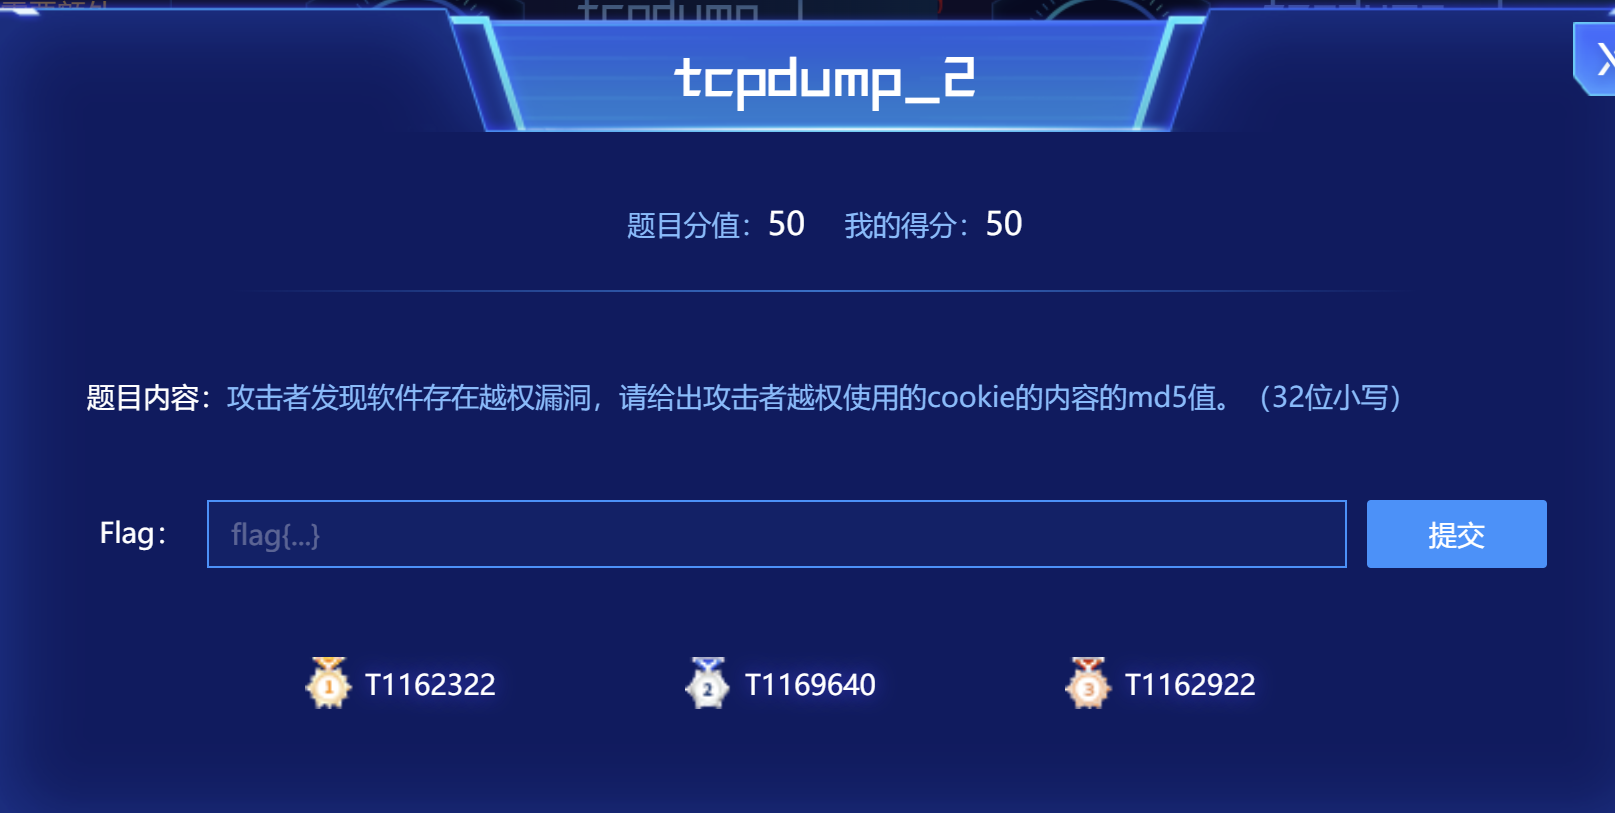 tcpdump_2
X
题目分值：50 我的得分：50
题目内容：攻击者发现软件存在越权漏洞，请给出攻击者越权使用的cookie的内容的md5值。（32位小写）
Flag：
flag{...}
提交
1 T1162322 2 T1169640 3 T1162922